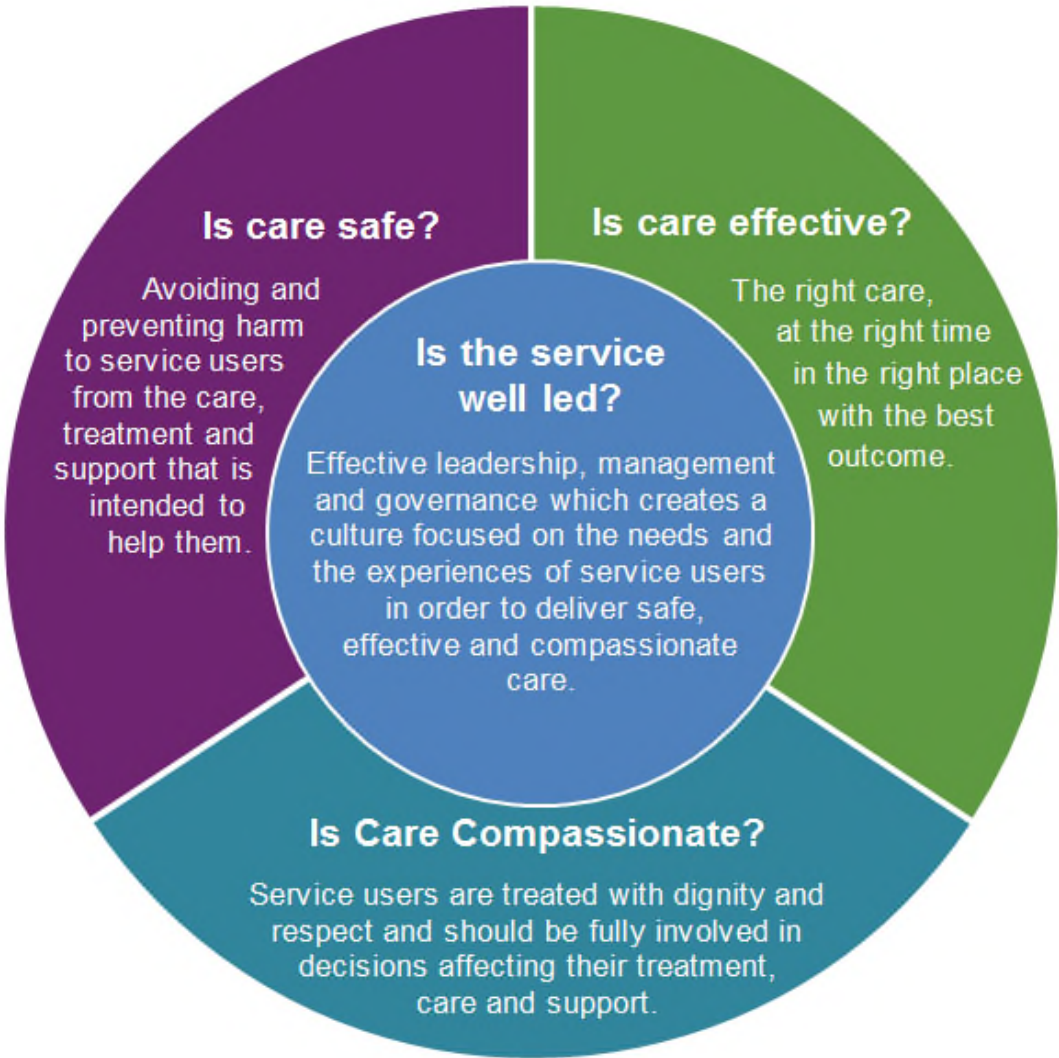 Is care safe?
Avoiding and
preventing harm
to service users
from the care,
treatment and
support that is
intended to
help them.
Is care effective?
The right care,
at the right time
in the right place
with the best
outcome.
Is the service
well led?
Effective leadership, management
and governance which creates a
culture focused on the needs and
the experiences of service users
in order to deliver safe,
effective and compassionate
care.
Is Care Compassionate?
Service users are treated with dignity and
respect and should be fully involved in
decisions affecting their treatment,
care and support.